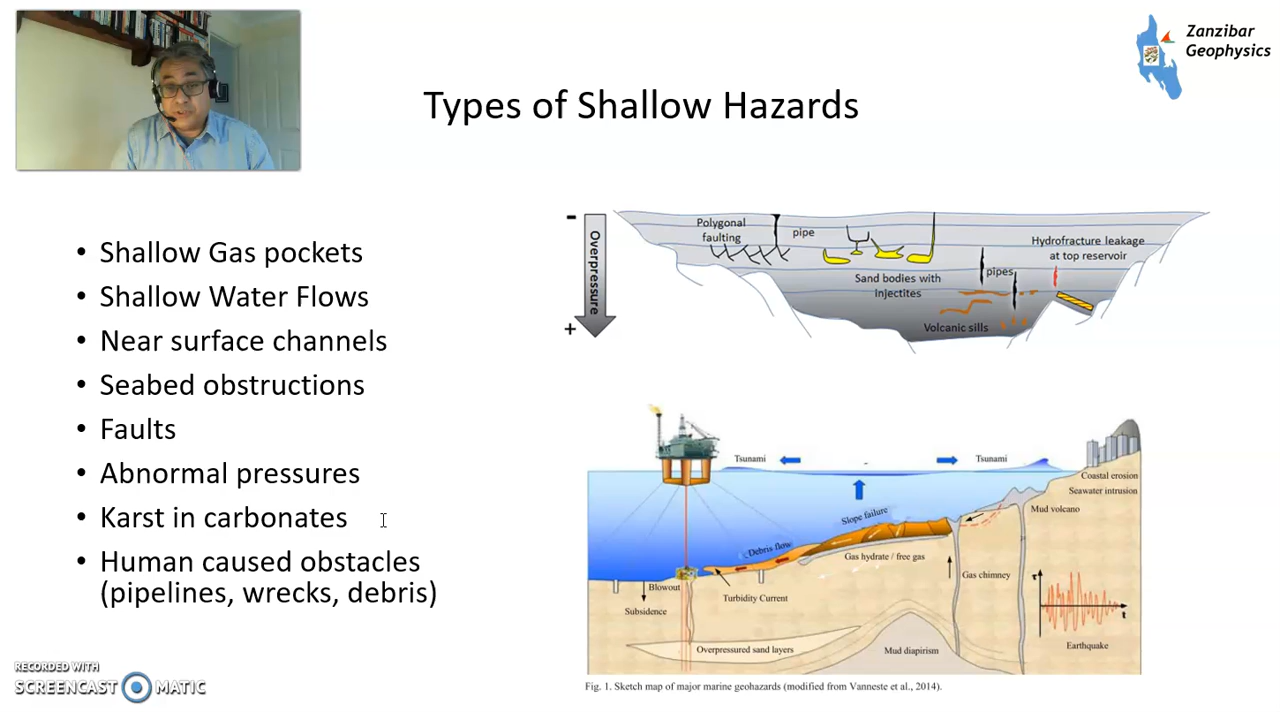 Zanzibar
Geophysics
Types of Shallow Hazards
• Shallow Gas pockets
• Shallow Water Flows
• Near surface channels
• Seabed obstructions
• Faults
• Abnormal pressures
• Karst in carbonates
• Human caused obstacles
(pipelines, wrecks, debris)
-
Overpressure
+
Polygonal
faulting
pipe
Sand bodies with
injectites
pipes
Hydrofracture leakage
at top reservoir
Volcanic sills
Tsunami
Tsunami
Coastal erosion
Seawater intrusion
Mud volcano
Slope failure
Debris flow
Gas hydrate / free gas
Blowout
Gas chimney
Turbidity Current
Subsidence
τ
t
Earthquake
Overpressured sand layers
Mud diapirism
Fig. 1. Sketch map of major marine geohazards (modified from Vanneste et al., 2014).
RECORDED WITH
SCREENCAST MATIC